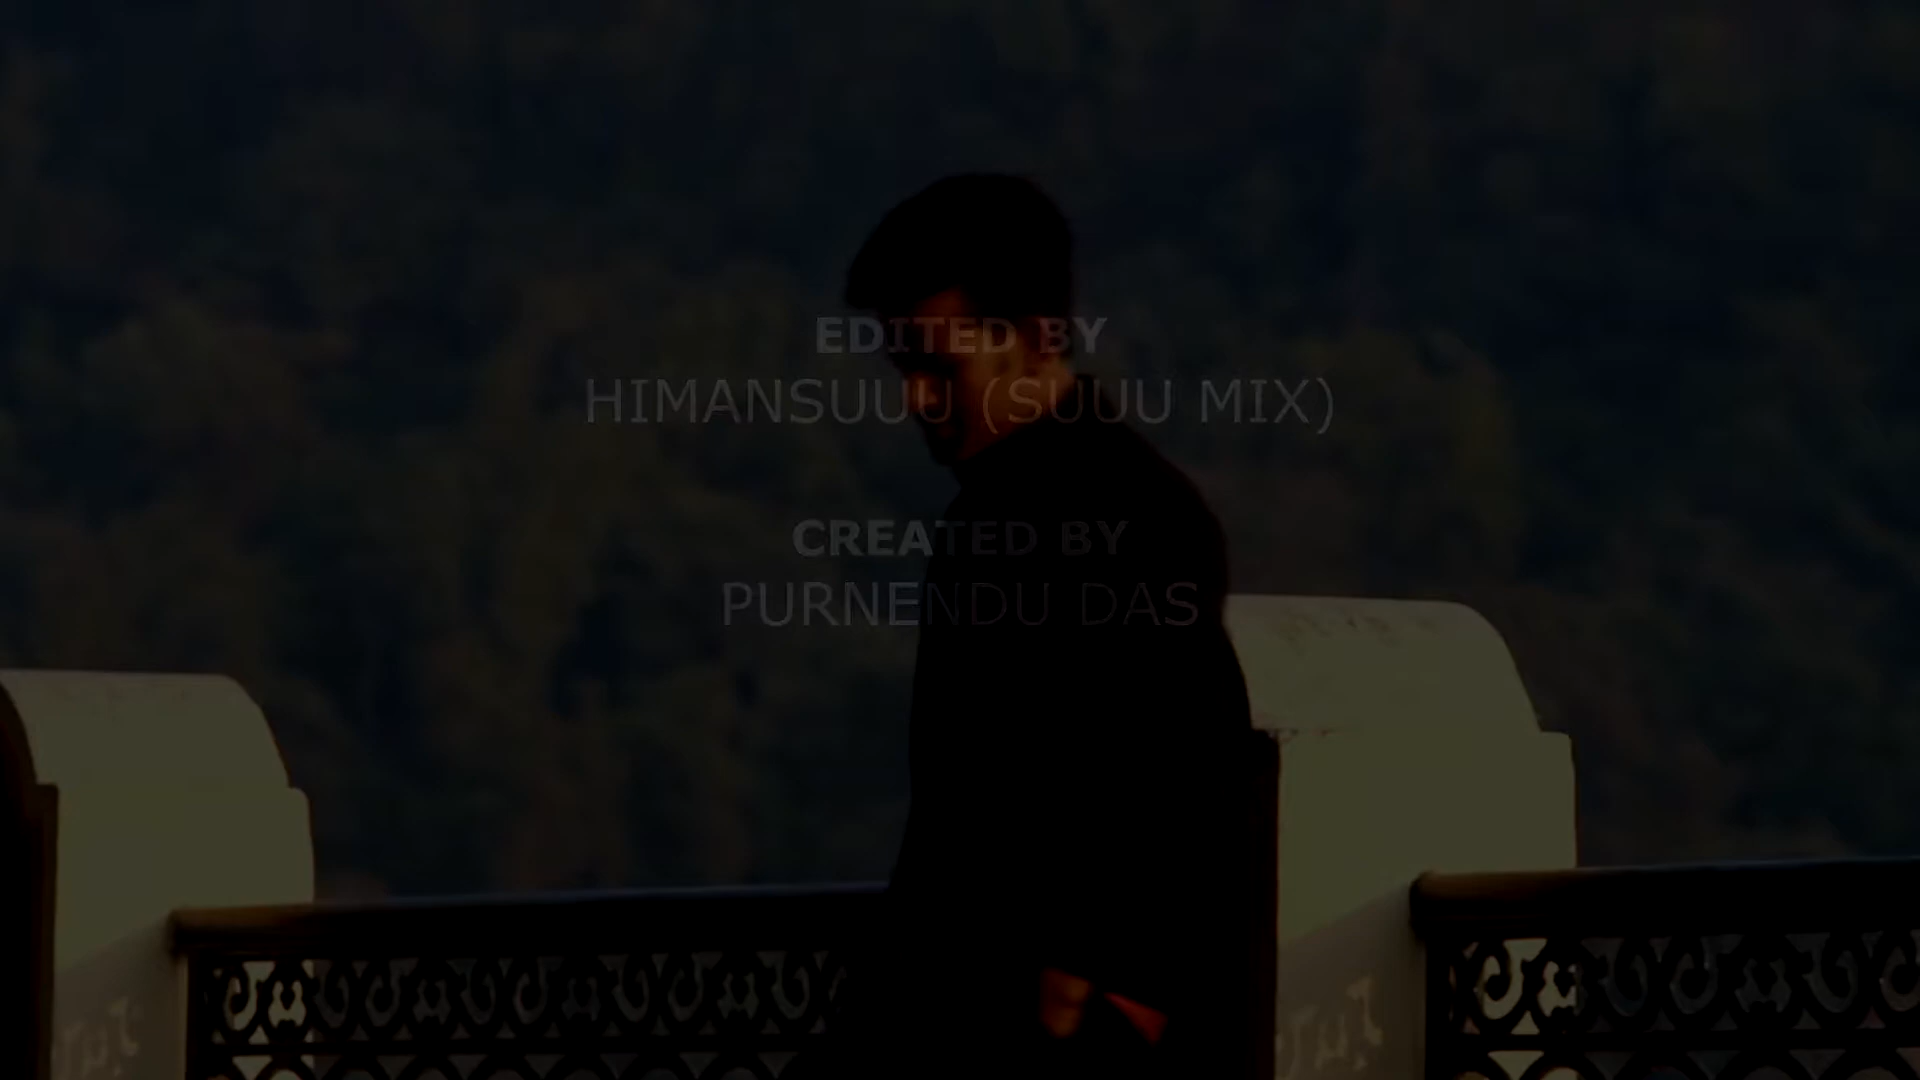 EDITED BY
HIMANSUUU (SUUU MIX)
CREATED BY
PURNENDU DAS